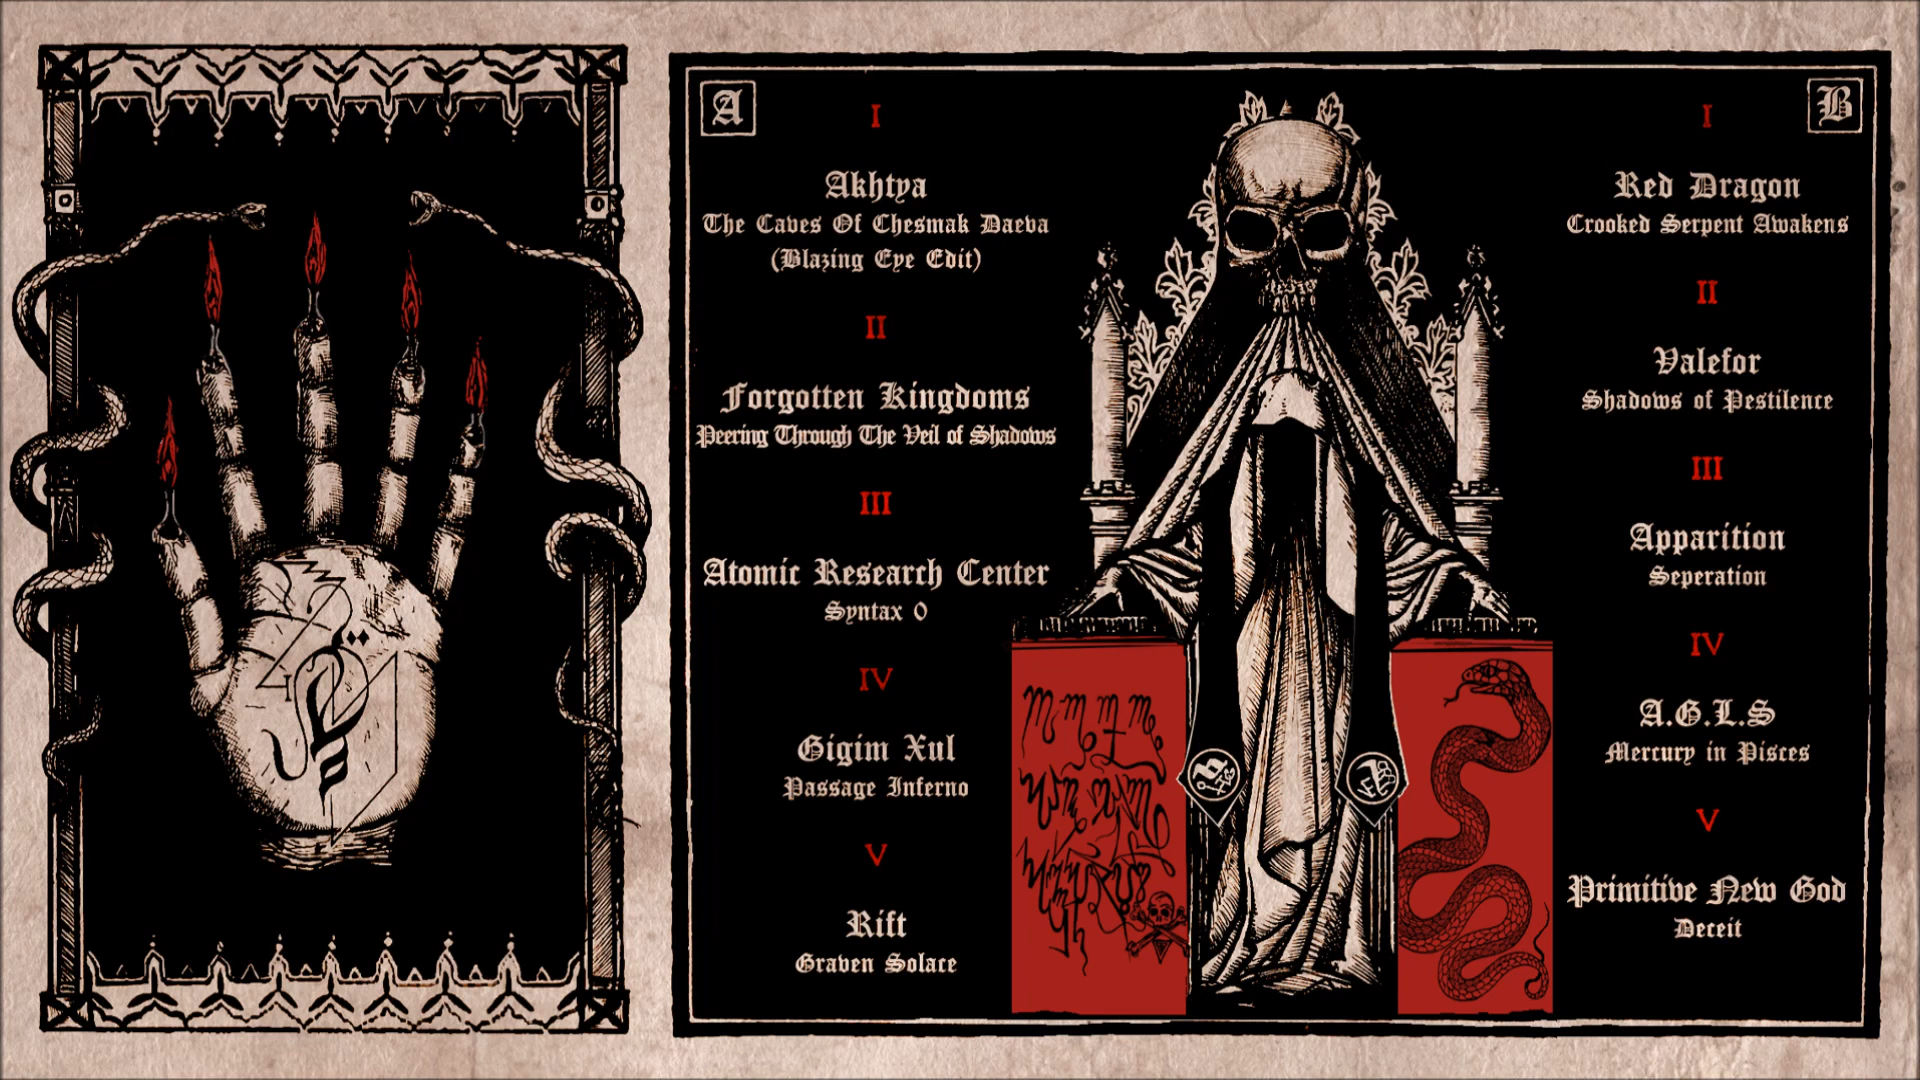 A
I
Akhtya
The Caves Of Chesmak Daeva
(Blazing Eye Edit)
II
Forgotten Kingdoms
Peering Through The Veil of Shadows
III
Atomic Research Center
Syntax 0
IV
Gigim Xul
Passage Inferno
V
Rift
Graven Solace
B
I
Red Dragon
Crooked Serpent Awakens
II
Valefor
Shadows of Pestilence
III
Apparition
Seperation
IV
A.G.L.S
Mercury in Pisces
V
Primitive New God
Deceit